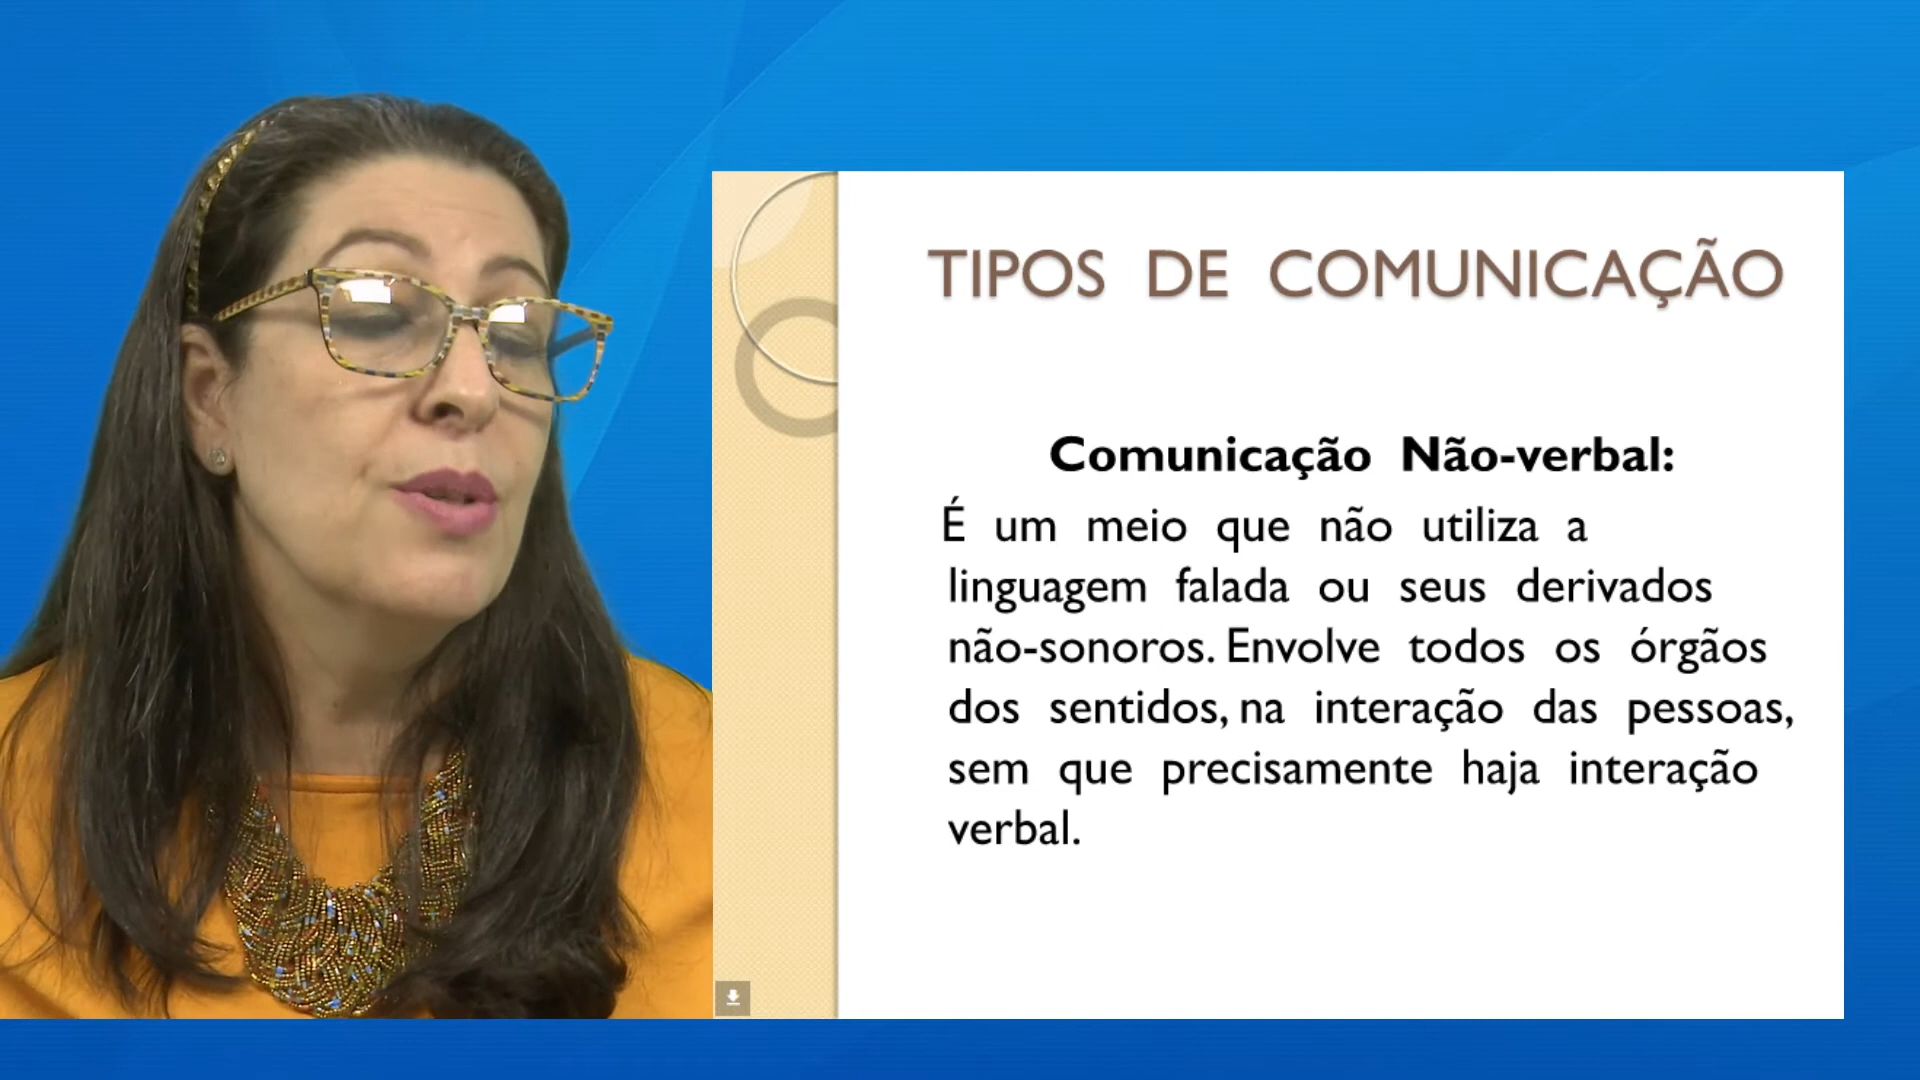 TIPOS DE COMUNICAÇÃO
Comunicação Não-verbal:
É um meio que não utiliza a
linguagem falada ou seus derivados
não-sonoros. Envolve todos os órgãos
dos sentidos, na interação das pessoas,
sem que precisamente haja interação
verbal.